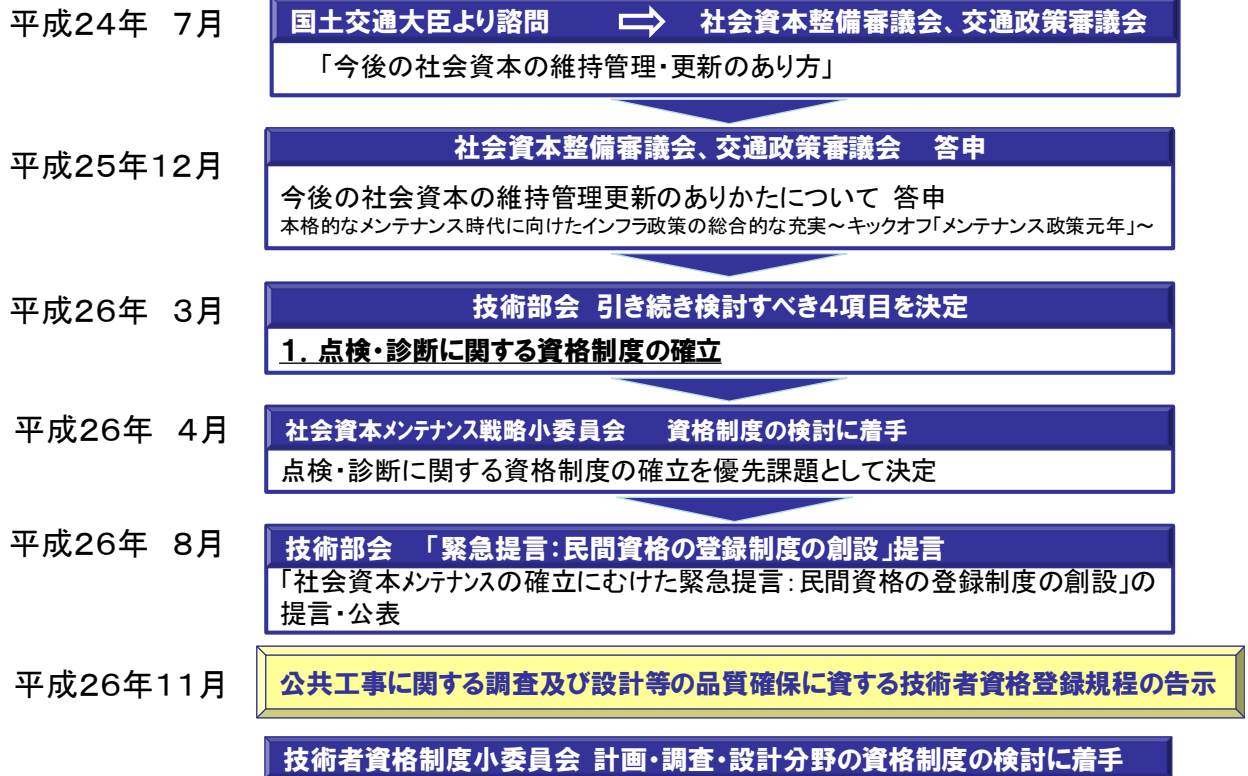 平成24年 7月
国土交通大臣より諮問 ⇨ 社会資本整備審議会、交通政策審議会
「今後の社会資本の維持管理・更新のあり方」
平成25年12月
社会資本整備審議会、交通政策審議会 答申
今後の社会資本の維持管理更新のありかたについて 答申
本格的なメンテナンス時代に向けたインフラ政策の総合的な充実～キックオフ「メンテナンス政策元年」～
平成26年 3月
技術部会 引き続き検討すべき4項目を決定
1. 点検・診断に関する資格制度の確立
平成26年 4月
社会資本メンテナンス戦略小委員会 資格制度の検討に着手
点検・診断に関する資格制度の確立を優先課題として決定
平成26年 8月
技術部会 「緊急提言:民間資格の登録制度の創設」提言
「社会資本メンテナンスの確立にむけた緊急提言:民間資格の登録制度の創設」の
提言・公表
平成26年11月
公共工事に関する調査及び設計等の品質確保に資する技術者資格登録規程の告示
技術者資格制度小委員会 計画・調査・設計分野の資格制度の検討に着手